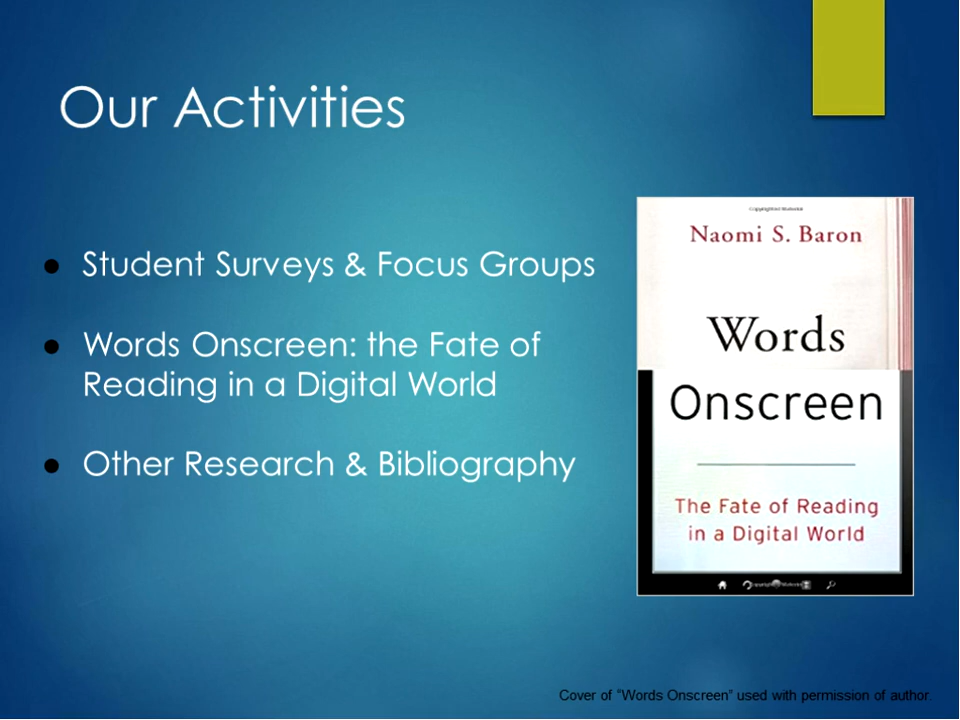 Our Activities
● Student Surveys & Focus Groups
● Words Onscreen: the Fate of
Reading in a Digital World
● Other Research & Bibliography
Naomi S. Baron
Words
Onscreen
The Fate of Reading
in a Digital World
Cover of "Words Onscreen" used with permission of author.